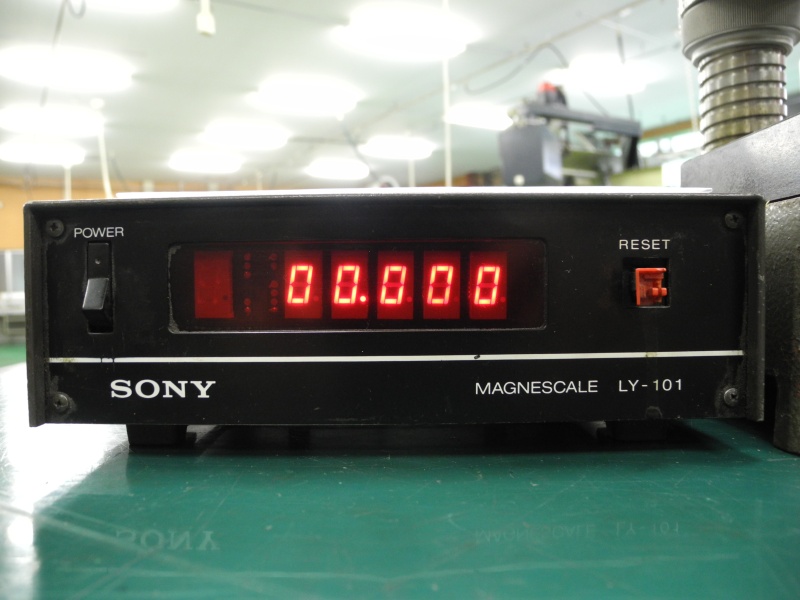 POWER
RESET
00.000
SONY
MAGNESCALE LY-101